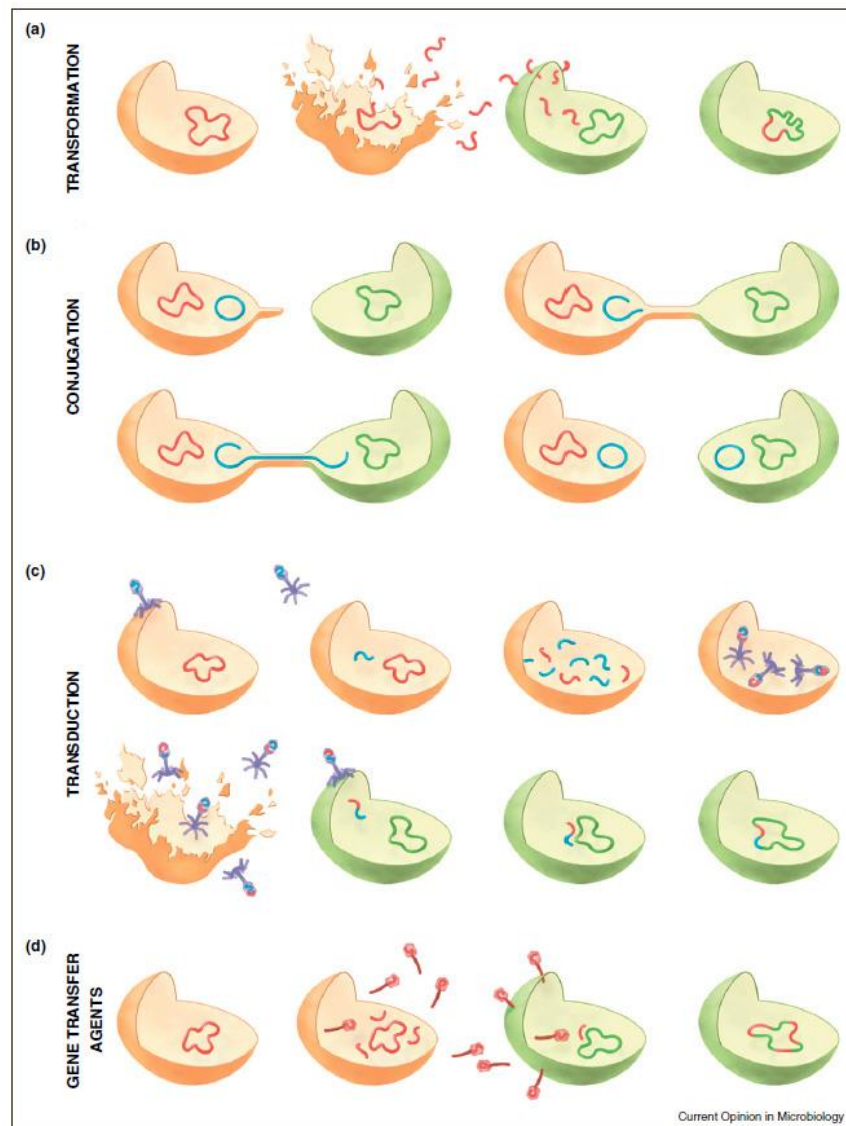 (a)
TRANSFORMATION
(b)
CONJUGATION
(c)
TRANSDUCTION
(d)
GENE TRANSFER
AGENTS
Current Opinion in Microbiology